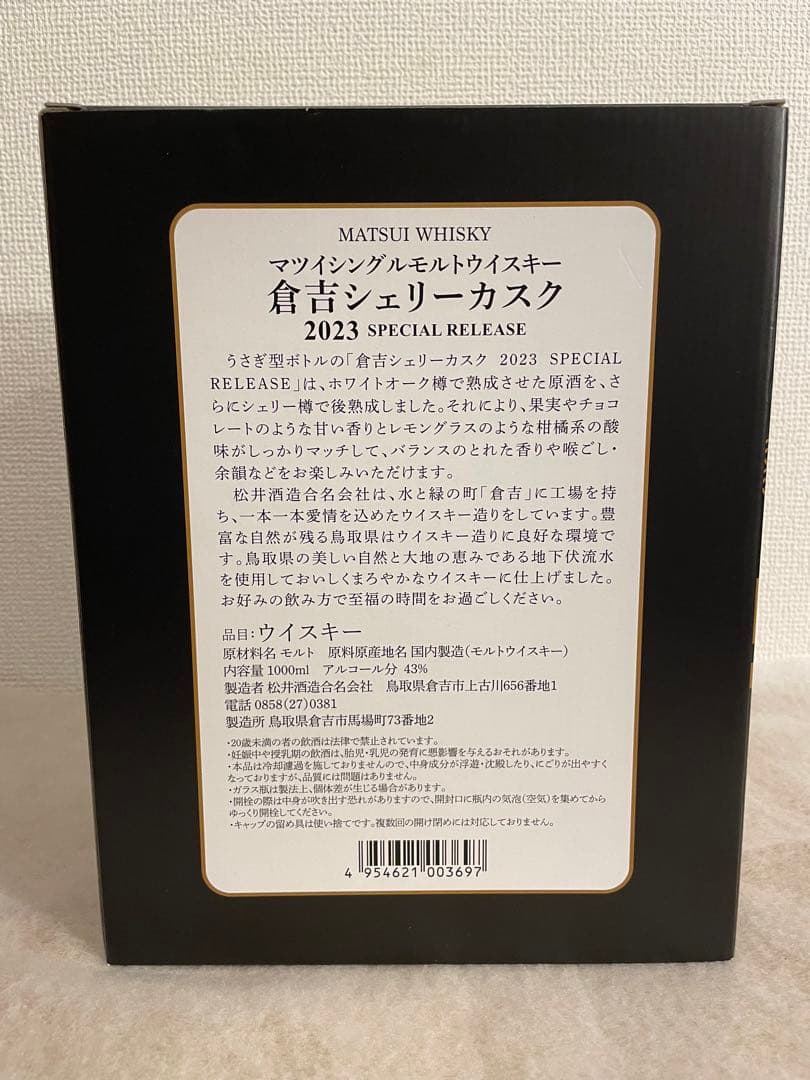 MATSUI WHISKY
マツイシングルモルトウイスキー
倉吉シェリーカスク
2023 SPECIAL RELEASE
うさぎ型ボトルの「倉吉シェリーカスク 2023 SPECIAL
RELEASE」は、ホワイトオーク樽で熟成させた原酒を、さ
らにシェリー樽で後熟成しました。それにより、果実やチョコ
レートのような甘い香りとレモングラスのような柑橘系の酸
味がしっかりマッチして、バランスのとれた香りや喉ごし・
余韻などをお楽しみいただけます。
松井酒造合名会社は、水と緑の町「倉吉」に工場を持
ち、一本一本愛情を込めたウイスキー造りをしています。豊
富な自然が残る鳥取県はウイスキー造りに良好な環境で
す。鳥取県の美しい自然と大地の恵みである地下伏流水
を使用しておいしくまろやかなウイスキーに仕上げました。
お好みの飲み方で至福の時間をお過ごしください。
品目：ウイスキー
原材料名 モルト 原料原産地名 国内製造（モルトウイスキー）
内容量 1000ml アルコール分 43%
製造者 松井酒造合名会社 鳥取県倉吉市上古川656番地1
電話 0858(27)0381
製造所 鳥取県倉吉市馬場町73番地2
・20歳未満の者の飲酒は法律で禁止されています。
・妊娠中や授乳期の飲酒は、胎児・乳児の発育に悪影響を与えるおそれがあります。
・本品は冷却濾過を施しておりませんので、中身成分が浮遊・沈殿したり、にごりが出やすく
なっておりますが、品質には問題はありません。
・ガラス瓶は製法上、個体差が生じる場合があります。
・開栓の際は中身が吹き出す恐れがありますので、開封口に瓶内の気泡（空気）を集めてから
ゆっくり開栓してください。
・キャップの留め具は使い捨てです。複数回の開け閉めには対応しておりません。
4 954621 003697